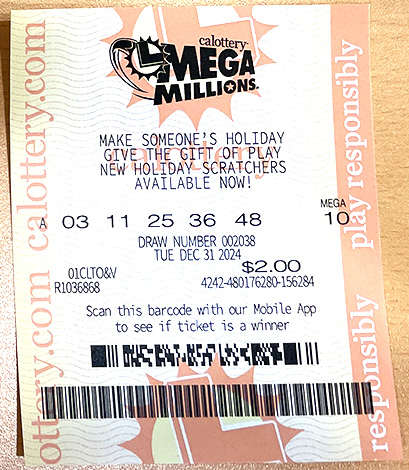 calottery
MEGA
MILLIONS
MAKE SOMEONE'S HOLIDAY
GIVE THE GIFT OF PLAY
NEW HOLIDAY SCRATCHERS
AVAILABLE NOW!
calottery
MEGA
A 03 11 25 36 48 10
DRAW NUMBER 002038
TUE DEC 31 2024
01CLTO&V $2.00
R1036868 4242-480176280-156284
Scan this barcode with our Mobile App
to see if ticket is a winner
ottery.com calottery.com
responsibly play responsibly